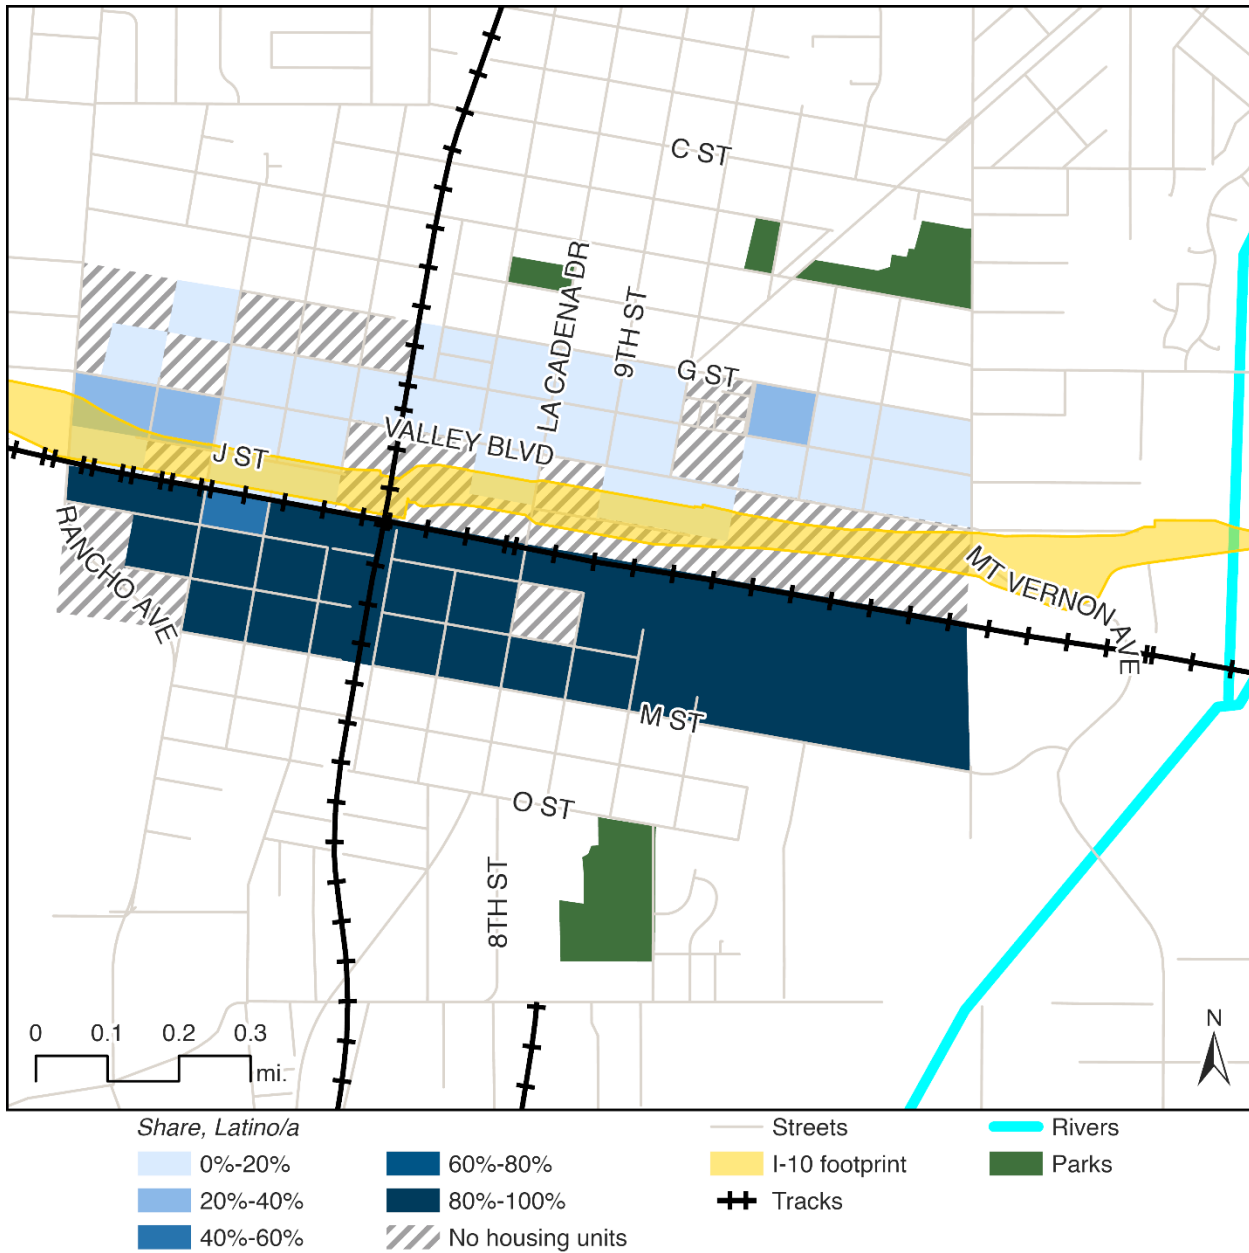 C ST
LA CADENA DR
9TH ST
G ST
VALLEY BLVD
J ST
RANCHO AVE
MT VERNON AVE
M ST
O ST
8TH ST
0 0.1 0.2 0.3
mi.
N
Share, Latino/a
0%-20%
20%-40%
40%-60%
60%-80%
80%-100%
No housing units
Streets
I-10 footprint
Tracks
Rivers
Parks